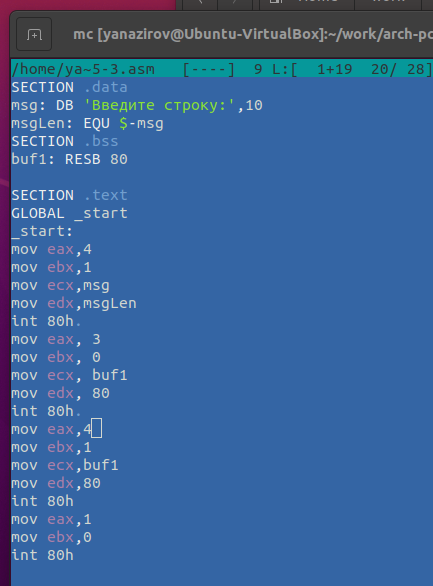 Home
work
mc [yanazirov@Ubuntu-VirtualBox]:~/work/arch-pc
/home/ya~5-3.asm   [----]  9 L:[  1+19  20/ 28]
SECTION .data
msg: DB 'Введите строку:',10
msgLen: EQU $-msg
SECTION .bss
buf1: RESB 80

SECTION .text
GLOBAL _start
_start:
mov eax,4
mov ebx,1
mov ecx,msg
mov edx,msgLen
int 80h.
mov eax, 3
mov ebx, 0
mov ecx, buf1
mov edx, 80
int 80h.
mov eax,4
mov ebx,1
mov ecx,buf1
mov edx,80
int 80h
mov eax,1
mov ebx,0
int 80h